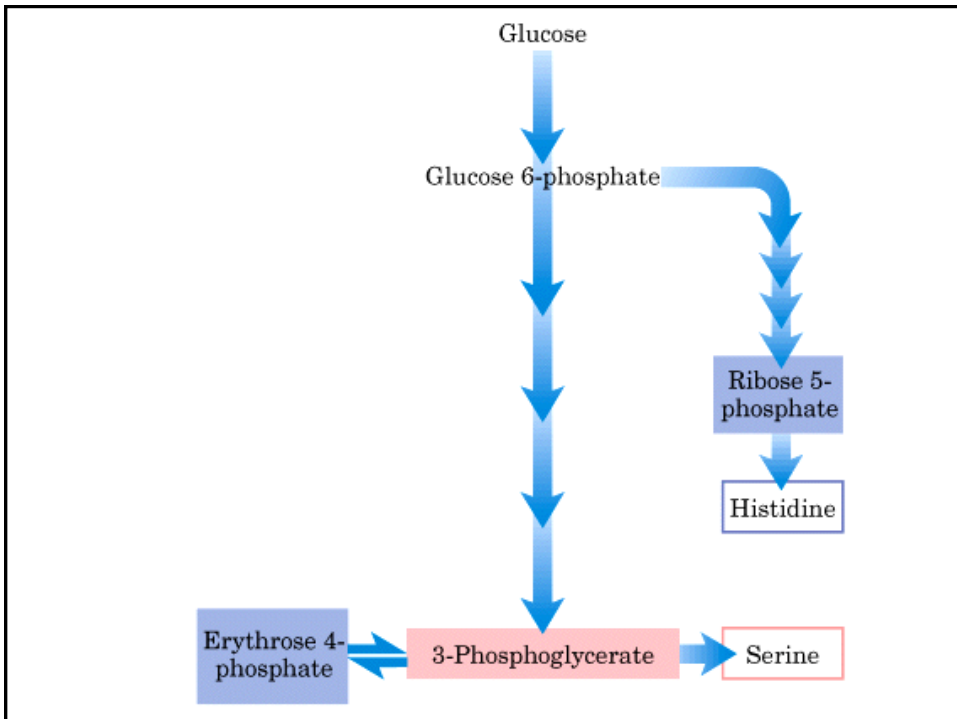 Glucose
Glucose 6-phosphate
Ribose 5-
phosphate
Histidine
Erythrose 4-
phosphate
3-Phosphoglycerate
Serine